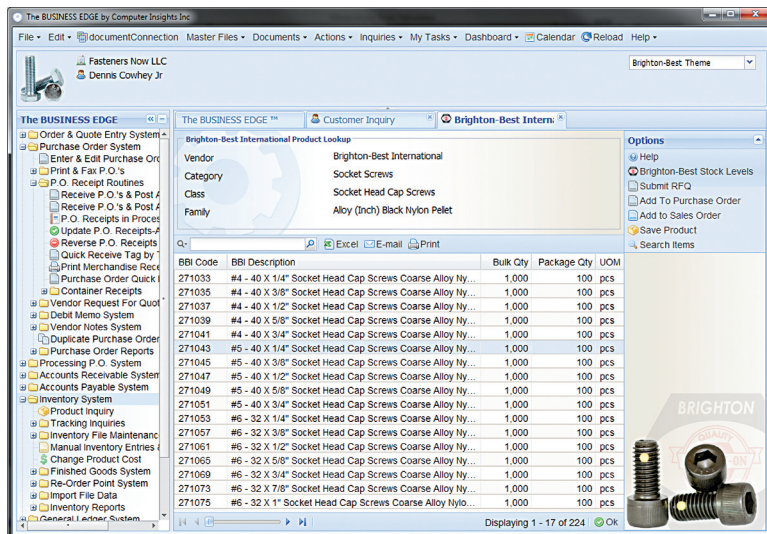 The BUSINESS EDGE by Computer Insights Inc
File Edit documentConnection Master Files Documents Actions Inquiries My Tasks Dashboard Calendar Reload Help
Fasteners Now LLC
Dennis Cowhey Jr
Brighton-Best Theme
The BUSINESS EDGE
Order & Quote Entry System
Purchase Order System
Enter & Edit Purchase Ord
Print & Fax P.O.'s
P.O. Receipt Routines
Receive P.O.'s & Post A
Receive P.O.'s & Post A
P.O. Receipts in Proces
Update P.O. Receipts-A
Reverse P.O. Receipts
Quick Receive Tag by T
Print Merchandise Rece
Purchase Order Quick
Container Receipts
Vendor Request For Quot
Debit Memo System
Vendor Notes System
Duplicate Purchase Order
Purchase Order Reports
Processing P.O. System
Accounts Receivable System
Accounts Payable System
Inventory System
Product Inquiry
Tracking Inquiries
Inventory File Maintenanc
Manual Inventory Entries &
Change Product Cost
Finished Goods System
Re-Order Point System
Import File Data
Inventory Reports
General Ledger System
The BUSINESS EDGE ™
Customer Inquiry
Brighton-Best Intern
Brighton-Best International Product Lookup
Vendor Brighton-Best International
Category Socket Screws
Class Socket Head Cap Screws
Family Alloy (Inch) Black Nylon Pellet
Excel E-mail Print
BBI Code BBI Description Bulk Qty Package Qty UOM
271033 #4 - 40 X 1/4" Socket Head Cap Screws Coarse Alloy Ny... 1,000 100 pcs
271035 #4 - 40 X 3/8" Socket Head Cap Screws Coarse Alloy Ny... 1,000 100 pcs
271037 #4 - 40 X 1/2" Socket Head Cap Screws Coarse Alloy Ny... 1,000 100 pcs
271039 #4 - 40 X 5/8" Socket Head Cap Screws Coarse Alloy Ny... 1,000 100 pcs
271041 #4 - 40 X 3/4" Socket Head Cap Screws Coarse Alloy Ny... 1,000 100 pcs
271043 #5 - 40 X 1/4" Socket Head Cap Screws Coarse Alloy Ny... 1,000 100 pcs
271045 #5 - 40 X 3/8" Socket Head Cap Screws Coarse Alloy Ny... 1,000 100 pcs
271047 #5 - 40 X 1/2" Socket Head Cap Screws Coarse Alloy Ny... 1,000 100 pcs
271049 #5 - 40 X 5/8" Socket Head Cap Screws Coarse Alloy Ny... 1,000 100 pcs
271051 #5 - 40 X 3/4" Socket Head Cap Screws Coarse Alloy Ny... 1,000 100 pcs
271053 #6 - 32 X 1/4" Socket Head Cap Screws Coarse Alloy Ny... 1,000 100 pcs
271057 #6 - 32 X 3/8" Socket Head Cap Screws Coarse Alloy Ny... 1,000 100 pcs
271061 #6 - 32 X 1/2" Socket Head Cap Screws Coarse Alloy Ny... 1,000 100 pcs
271065 #6 - 32 X 5/8" Socket Head Cap Screws Coarse Alloy Ny... 1,000 100 pcs
271069 #6 - 32 X 3/4" Socket Head Cap Screws Coarse Alloy Ny... 1,000 100 pcs
271073 #6 - 32 X 7/8" Socket Head Cap Screws Coarse Alloy Ny... 1,000 100 pcs
271075 #6 - 32 X 1" Socket Head Cap Screws Coarse Alloy Nylo... 1,000 100 pcs
Displaying 1 - 17 of 224 Ok
Options
Help
Brighton-Best Stock Levels
Submit RFQ
Add To Purchase Order
Add to Sales Order
Save Product
Search Items
BRIGHTON
QUALITY